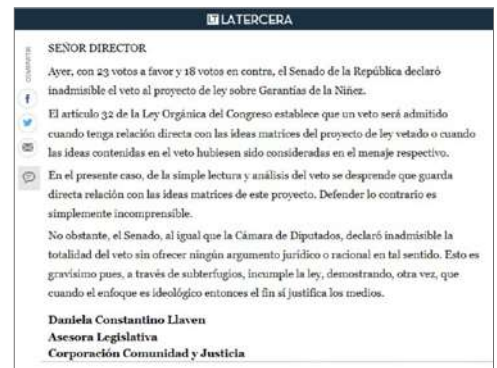 LT LATERCERA
COMPARTIR
SEÑOR DIRECTOR
Ayer, con 23 votos a favor y 18 votos en contra, el Senado de la República declaró
inadmisible el veto al proyecto de ley sobre Garantías de la Niñez.
El artículo 32 de la Ley Orgánica del Congreso establece que un veto será admitido
cuando tenga relación directa con las ideas matrices del proyecto de ley vetado o cuando
las ideas contenidas en el veto hubiesen sido consideradas en el menaje respectivo.
En el presente caso, de la simple lectura y análisis del veto se desprende que guarda
directa relación con las ideas matrices de este proyecto. Defender lo contrario es
simplemente incomprensible.
No obstante, el Senado, al igual que la Cámara de Diputados, declaró inadmisible la
totalidad del veto sin ofrecer ningún argumento jurídico o racional en tal sentido. Esto es
gravísimo pues, a través de subterfugios, incumple la ley, demostrando, otra vez, que
cuando el enfoque es ideológico entonces el fin sí justifica los medios.
Daniela Constantino Llaven
Asesora Legislativa
Corporación Comunidad y Justicia